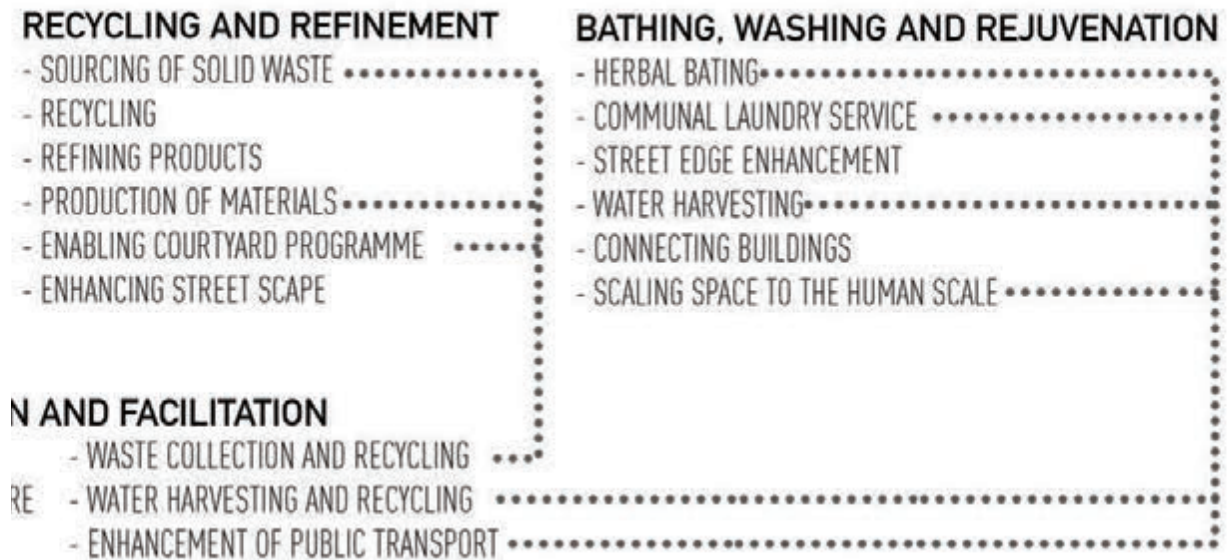 RECYCLING AND REFINEMENT
- SOURCING OF SOLID WASTE
- RECYCLING
- REFINING PRODUCTS
- PRODUCTION OF MATERIALS
- ENABLING COURTYARD PROGRAMME
- ENHANCING STREET SCAPE
BATHING, WASHING AND REJUVENATION
- HERBAL BATING
- COMMUNAL LAUNDRY SERVICE
- STREET EDGE ENHANCEMENT
- WATER HARVESTING
- CONNECTING BUILDINGS
- SCALING SPACE TO THE HUMAN SCALE
N AND FACILITATION
- WASTE COLLECTION AND RECYCLING
RE - WATER HARVESTING AND RECYCLING
- ENHANCEMENT OF PUBLIC TRANSPORT